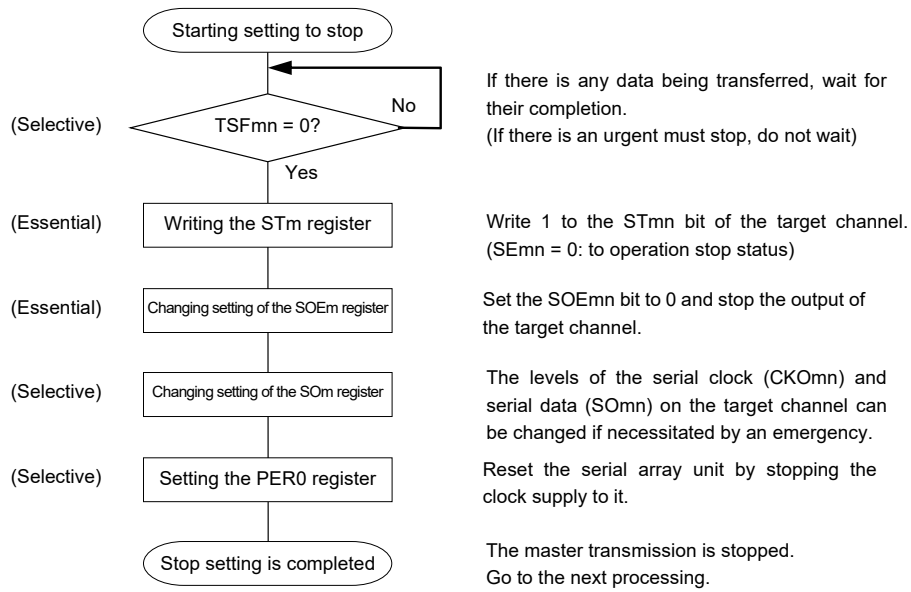 Starting setting to stop
If there is any data being transferred, wait for
No
their completion.
(Selective)
TSFmn = 0?
(If there is an urgent must stop, do not wait)
Yes
(Essential)
Writing the STm register
Write 1 to the STmn bit of the target channel.
(SEmn = 0: to operation stop status)
(Essential)
Changing setting of the SOEm register
Set the SOEmn bit to 0 and stop the output of
the target channel.
(Selective)
Changing setting of the SOm register
The levels of the serial clock (CKOmn) and
serial data (SOmn) on the target channel can
be changed if necessitated by an emergency.
(Selective)
Setting the PER0 register
Reset the serial array unit by stopping the
clock supply to it.
Stop setting is completed
The master transmission is stopped.
Go to the next processing.